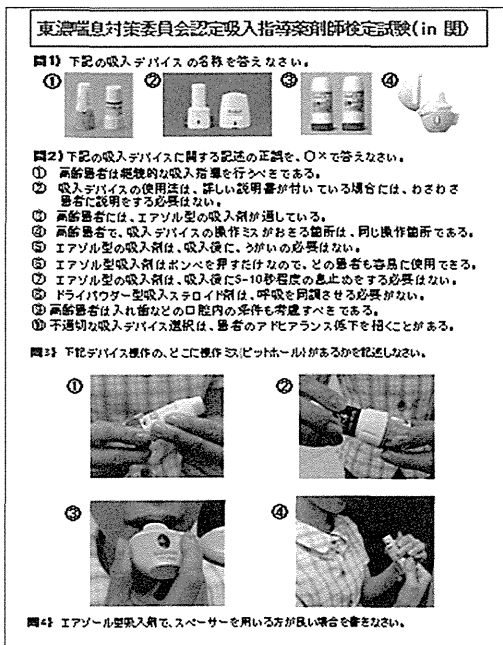 東濃喘息対策委員会認定吸入指導薬剤師検定試験(in 関)
問1) 下記の吸入デバイスの名称を答えなさい。
① ② ③ ④
問2) 下記の吸入デバイスに関する記述の正誤を、○×で答えなさい。
① 高齢患者は継続的な吸入指導を行うべきである。
② 吸入デバイスの使用法は、詳しい説明書が付いている場合には、わざわざ
患者に説明をする必要はない。
③ 高齢患者には、エアゾル型の吸入剤が適している。
④ 高齢患者で、吸入デバイスの操作ミスがおきる箇所は、同じ操作箇所である。
⑤ エアゾル型の吸入剤は、吸入後に、うがいの必要はない。
⑥ エアゾル型吸入剤はボンベを押すだけなので、どの患者も容易に使用できる。
⑦ エアゾル型の吸入剤は、吸入後に5-10秒程度の息止めをする必要はない。
⑧ ドライパウダー型吸入ステロイド剤は、呼吸を同調させる必要がない。
⑨ 高齢患者は入れ歯などの口腔内の条件も考慮すべきである。
⑩ 不適切な吸入デバイス選択は、患者のアドヒアランス低下を招くことがある。
問3) 下記デバイス操作の、どこに操作ミス(ピットホール)があるかを記述しなさい。
① ②
③ ④
問4) エアゾール型吸入剤で、スペーサーを用いる方が良い場合を書きなさい。